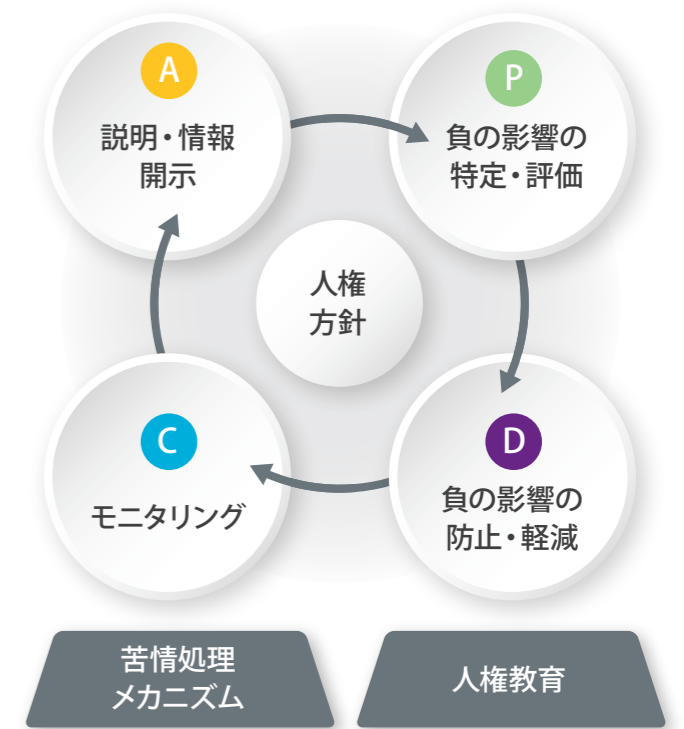 A
説明・情報
開示
P
負の影響の
特定・評価
人権
方針
C
モニタリング
D
負の影響の
防止・軽減
苦情処理
メカニズム
人権教育